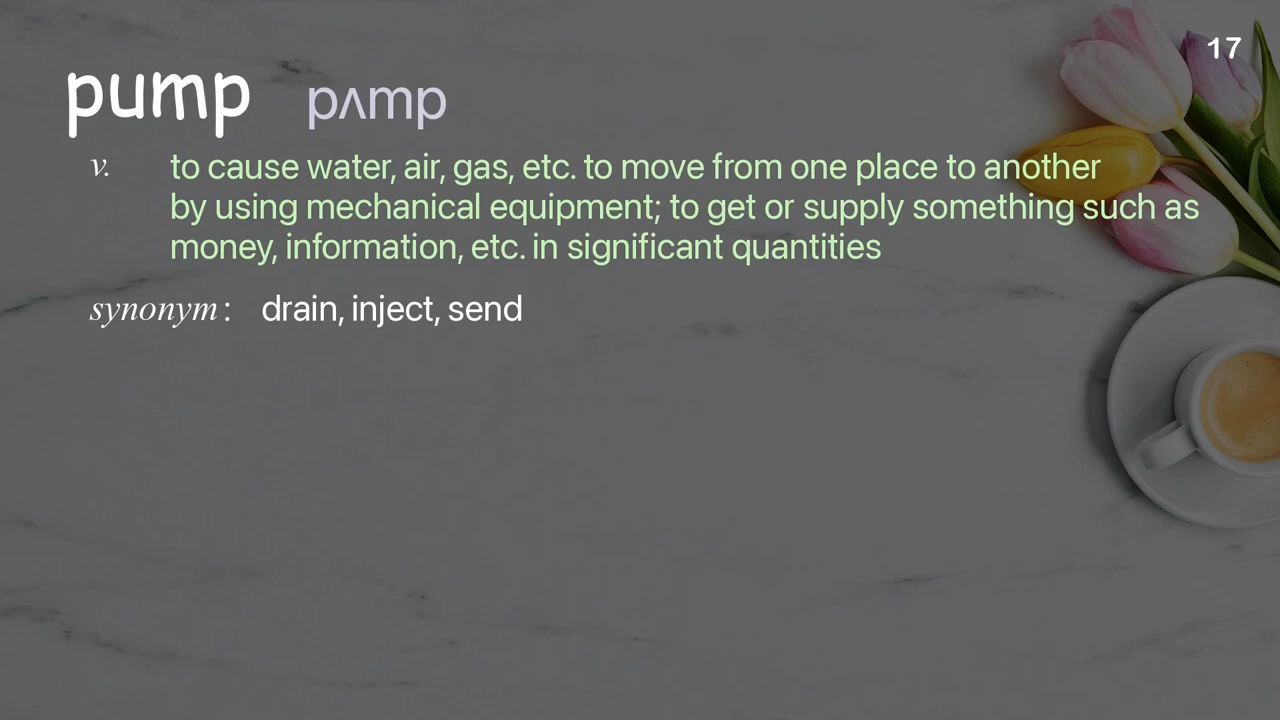 17
pump pʌmp
v. to cause water, air, gas, etc. to move from one place to another
by using mechanical equipment; to get or supply something such as
money, information, etc. in significant quantities
synonym: drain, inject, send